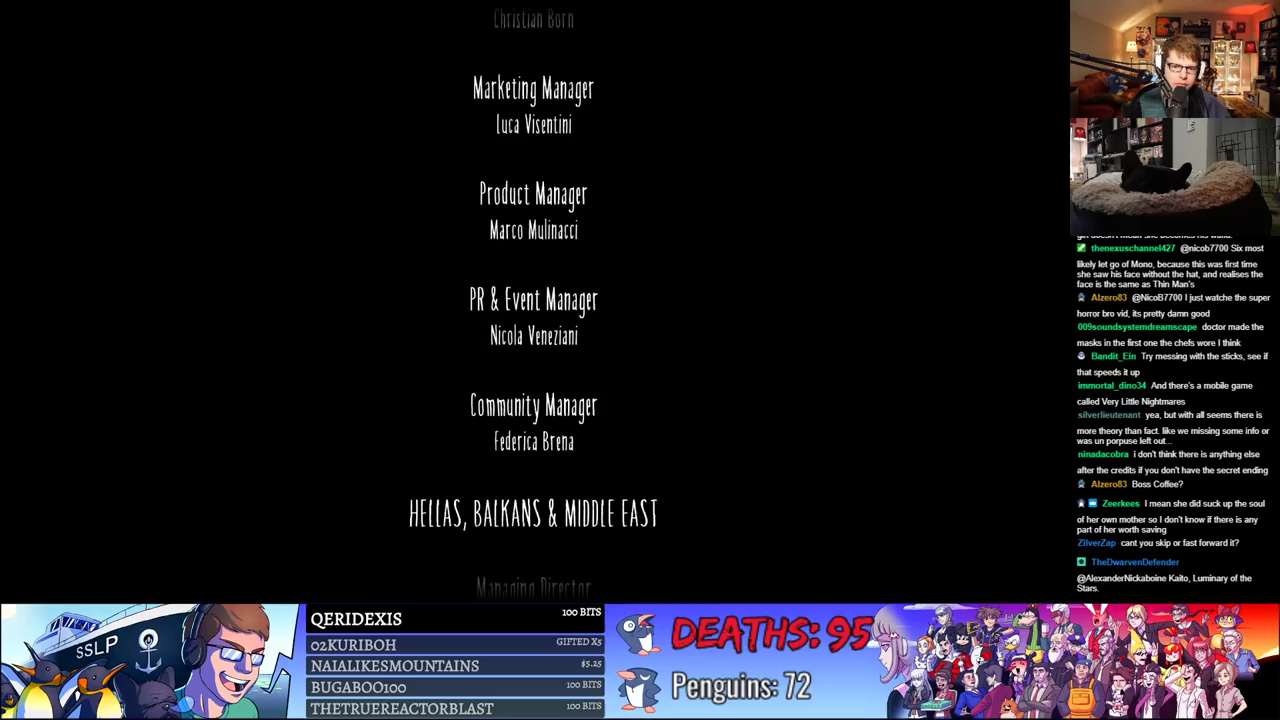 Christian Born
Marketing Manager
Luca Visentini
Product Manager
Marco Mulinacci
PR & Event Manager
Nicola Veneziani
Community Manager
Federica Brena
HELLAS, BALKANS & MIDDLE EAST
Managing Director
thenexuschannel427 @nicob7700 Six most
likely let go of Mono, because this was first time
she saw his face without the hat, and realises the
face is the same as Thin Man's
Alzero83 @NicoB7700 I just watche the super
horror bro vid, its pretty damn good
009soundsystemdreamscape doctor made the
masks in the first one the chefs wore I think
Bandit_Ein Try messing with the sticks, see if
that speeds it up
immortal_dino34 And there's a mobile game
called Very Little Nightmares
silverlieutenant yea, but with all seems there is
more theory than fact. like we missing some info or
was un porpuse left out...
ninadacobra i don't think there is anything else
after the credits if you don't have the secret ending
Alzero83 Boss Coffee?
Zeerkees I mean she did suck up the soul
of her own mother so I don't know if there is any
part of her worth saving
ZilverZap cant you skip or fast forward it?
TheDwarvenDefender
@AlexanderNickaboine Kaito, Luminary of the
Stars.
SSLP
QERIDEXIS 100 BITS
02KURIBOH GIFTED X5
NAIALIKESMOUNTAINS $5.25
BUGABOO100 100 BITS
THETRUEREACTORBLAST 100 BITS
DEATHS: 95
Penguins: 72